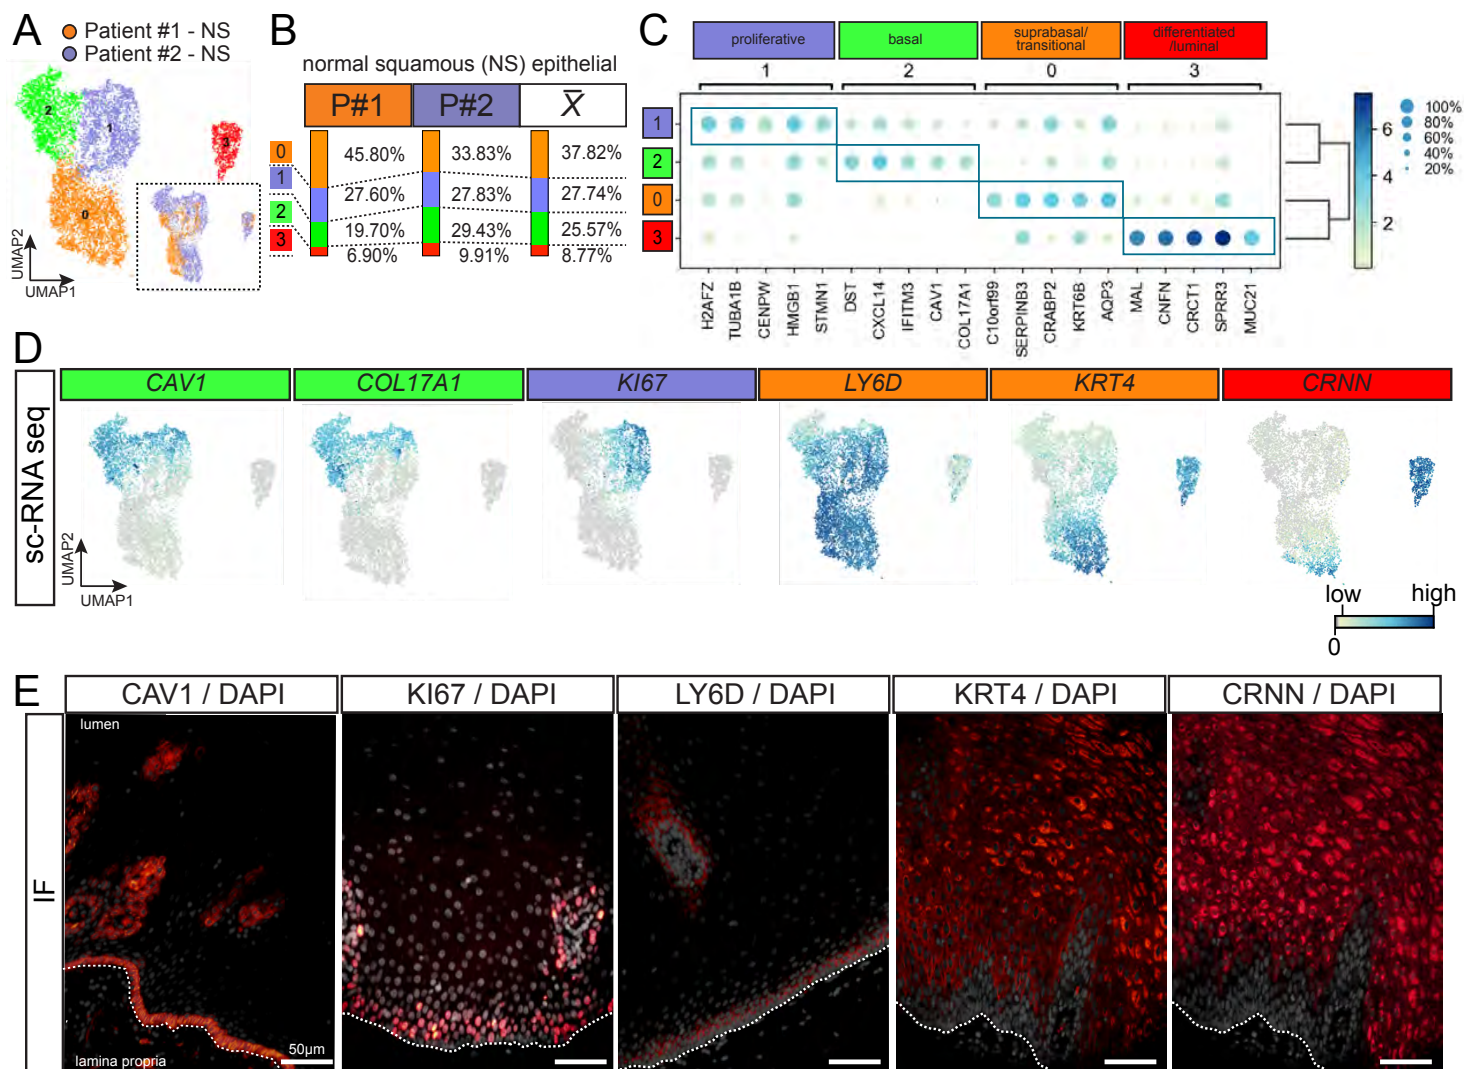 A
Patient #1 - NS
Patient #2 - NS
2
1
3
0
UMAP2
UMAP1
B
normal squamous (NS) epithelial
P#1 P#2 X̄
0 45.80% 33.83% 37.82%
1 27.60% 27.83% 27.74%
2 19.70% 29.43% 25.57%
3 6.90% 9.91% 8.77%
C
proliferative basal suprabasal/ differentiated
transitional /luminal
1 2 0 3
1
2
0
3
H2AFZ TUBA1B CENPW HMGB1 STMN1 DST CXCL14 IFITM3 CAV1 COL17A1 C10orf99 SERPINB3 CRABP2 KRT6B AQP3 MAL CNFN CRCT1 SPRR3 MUC21
6
4
2
100%
80%
60%
40%
20%
D
sc-RNA seq
CAV1 COL17A1 KI67 LY6D KRT4 CRNN
UMAP2
UMAP1
low high
0
E
IF
CAV1 / DAPI KI67 / DAPI LY6D / DAPI KRT4 / DAPI CRNN / DAPI
lumen
50µm
lamina propria